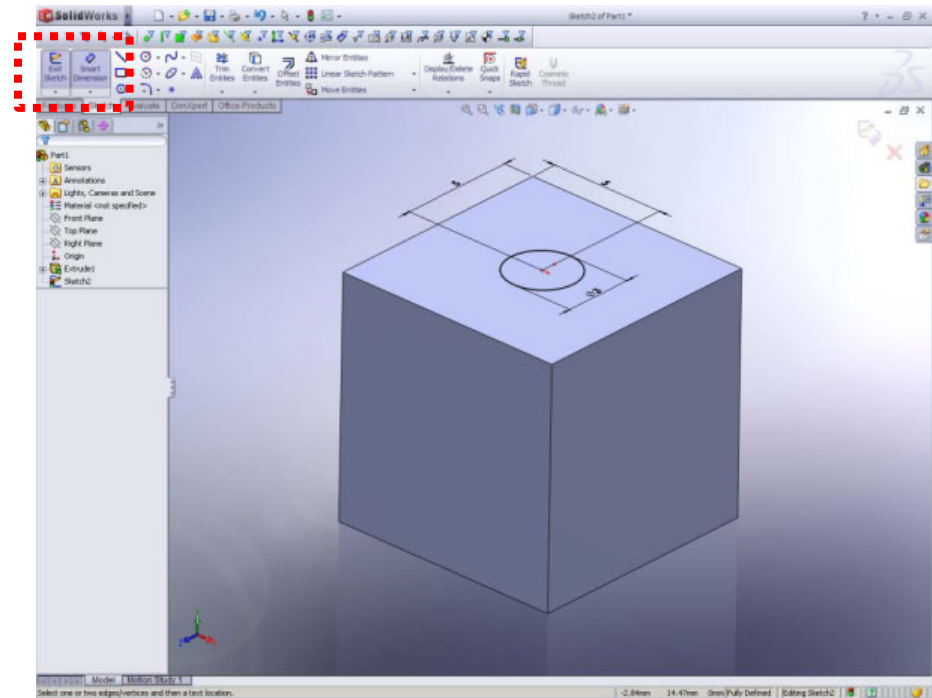 SolidWorks
Sketch2 of Part1 *
Exit Sketch
Smart Dimension
Trim Entities
Convert Entities
Offset Entities
Mirror Entities
Linear Sketch Pattern
Move Entities
Display/Delete Relations
Quick Snaps
Rapid Sketch
Cosmetic Thread
Evaluate
DimXpert
Office Products
Part1
Sensors
Annotations
Lights, Cameras and Scene
Material <not specified>
Front Plane
Top Plane
Right Plane
Origin
Extrude1
Sketch2
Model
Motion Study 1
Select one or two edges/vertices and then a text location.
-2.84mm 14.47mm 0mm Fully Defined Editing Sketch2